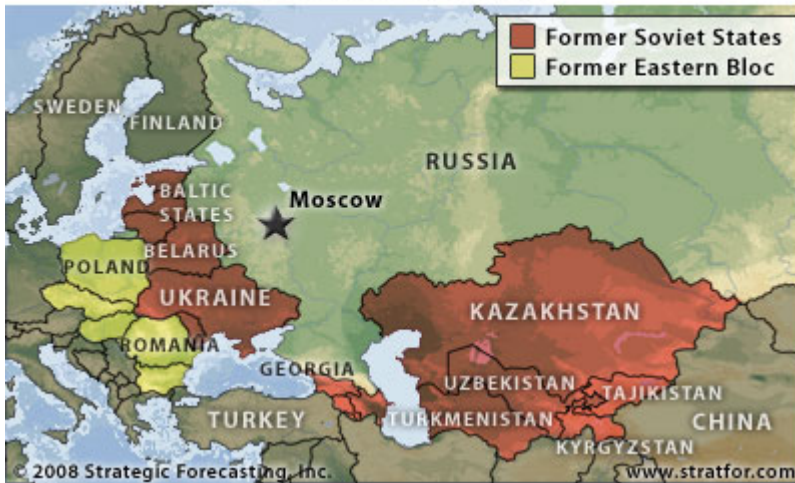 Former Soviet States
Former Eastern Bloc
SWEDEN
FINLAND
RUSSIA
BALTIC
STATES
Moscow
BELARUS
POLAND
UKRAINE
KAZAKHSTAN
ROMANIA
GEORGIA
UZBEKISTAN
TAJIKISTAN
TURKEY
TURKMENISTAN
CHINA
KYRGYZSTAN
© 2008 Strategic Forecasting, Inc.
www.stratfor.com